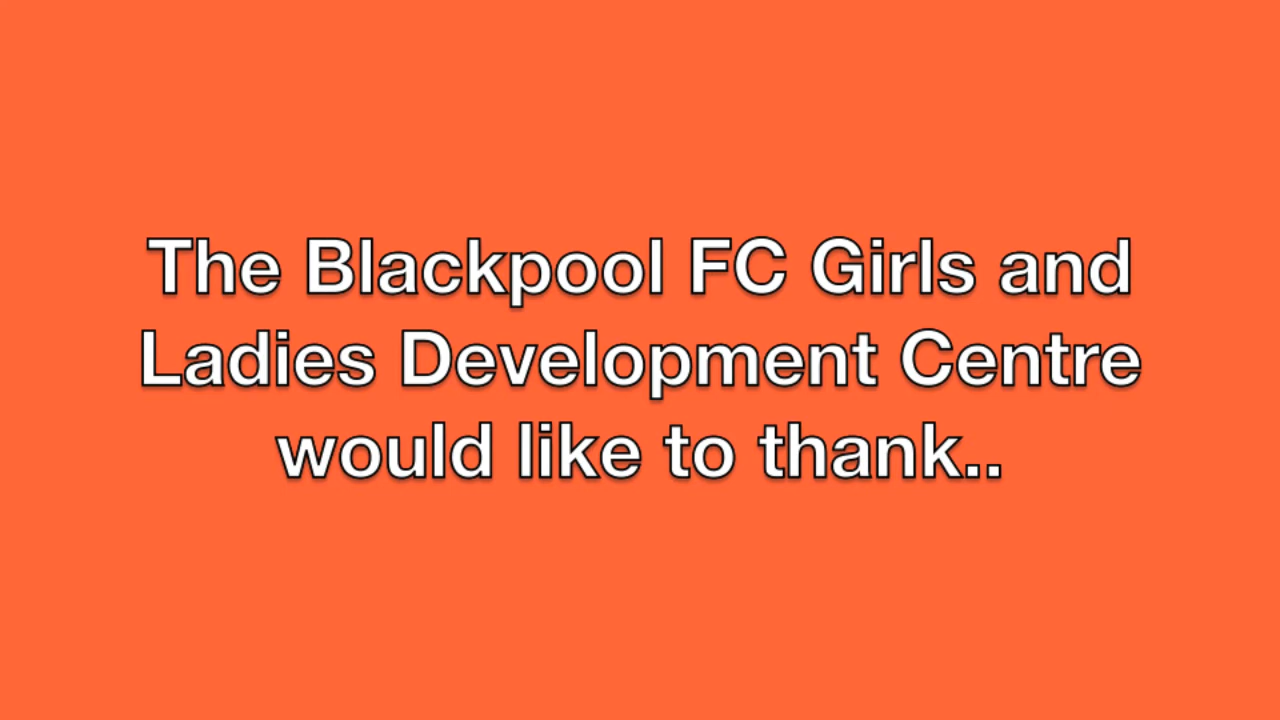 The Blackpool FC Girls and
Ladies Development Centre
would like to thank..